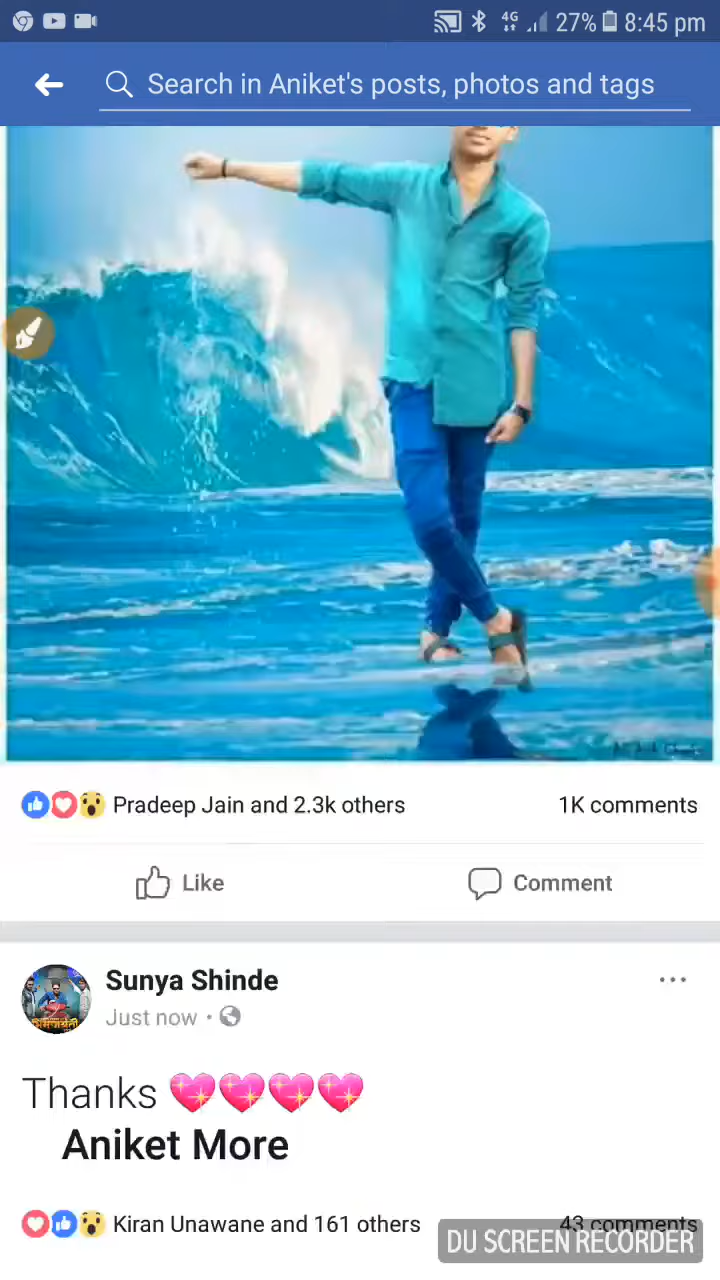 4G 27% 8:45 pm
Search in Aniket's posts, photos and tags
Pradeep Jain and 2.3k others 1K comments
Like Comment
Sunya Shinde
Just now
Thanks 💖💖💖💖
Aniket More
Kiran Unawane and 161 others 43 comments
DU SCREEN RECORDER